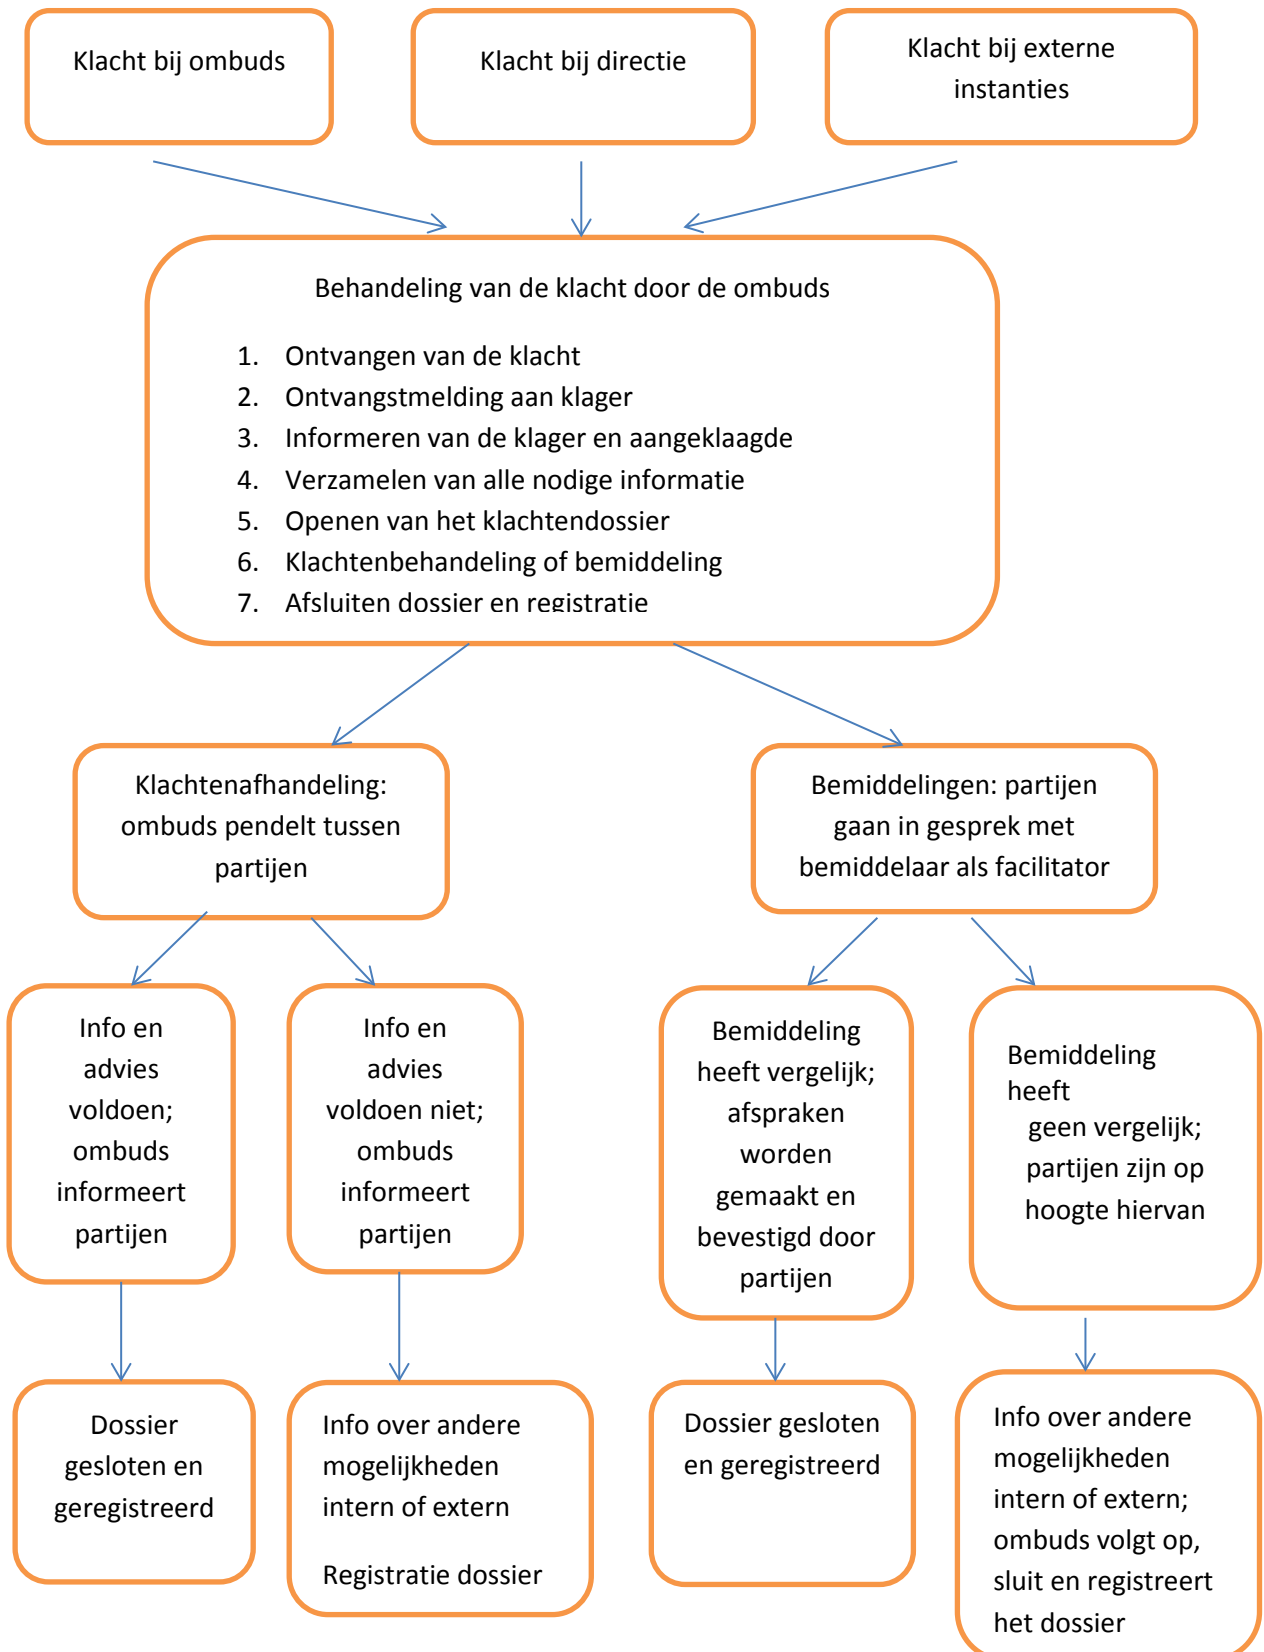 Klacht bij ombuds
Klacht bij directie
Klacht bij externe
instanties
Behandeling van de klacht door de ombuds
1. Ontvangen van de klacht
2. Ontvangstmelding aan klager
3. Informeren van de klager en aangeklaagde
4. Verzamelen van alle nodige informatie
5. Openen van het klachtendossier
6. Klachtenbehandeling of bemiddeling
7. Afsluiten dossier en registratie
Klachtenafhandeling:
ombuds pendelt tussen
partijen
Bemiddelingen: partijen
gaan in gesprek met
bemiddelaar als facilitator
Info en
advies
voldoen;
ombuds
informeert
partijen
Info en
advies
voldoen niet;
ombuds
informeert
partijen
Bemiddeling
heeft vergelijk;
afspraken
worden
gemaakt en
bevestigd door
partijen
Bemiddeling
heeft
geen vergelijk;
partijen zijn op
hoogte hiervan
Dossier
gesloten en
geregistreerd
Info over andere
mogelijkheden
intern of extern
Registratie dossier
Dossier gesloten
en geregistreerd
Info over andere
mogelijkheden
intern of extern;
ombuds volgt op,
sluit en registreert
het dossier